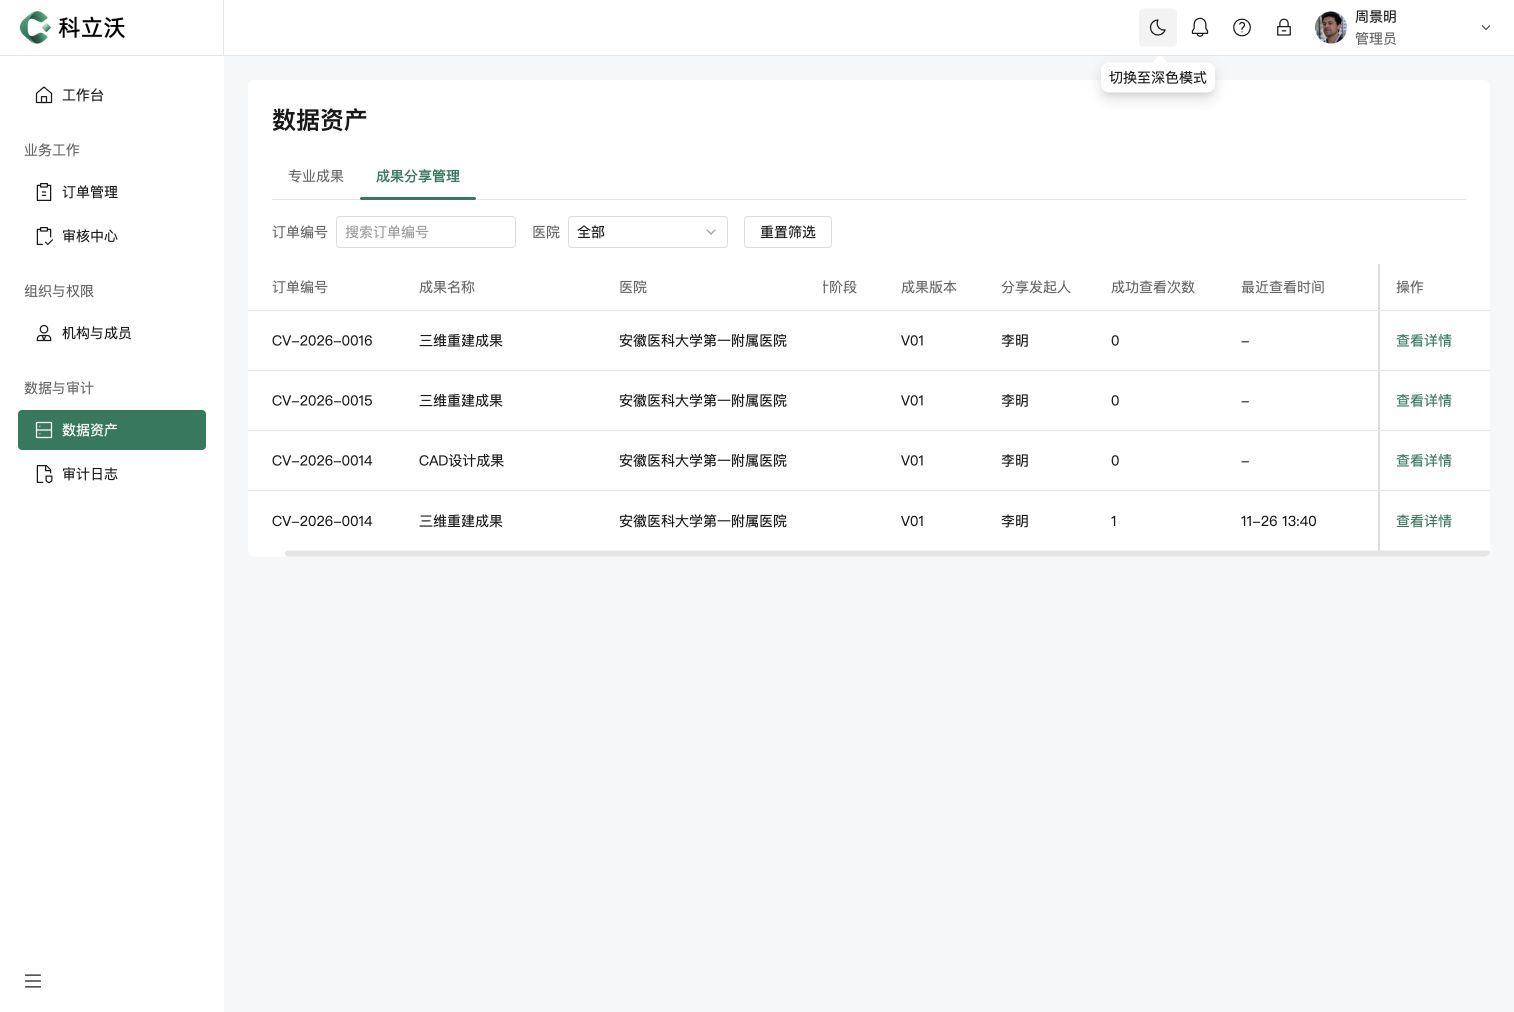 科立沃
周景明
管理员
切换至深色模式
工作台
业务工作
订单管理
审核中心
组织与权限
机构与成员
数据与审计
数据资产
审计日志
数据资产
专业成果 成果分享管理
订单编号 搜索订单编号 医院 全部 重置筛选
订单编号 成果名称 医院 计阶段 成果版本 分享发起人 成功查看次数 最近查看时间 操作
CV-2026-0016 三维重建成果 安徽医科大学第一附属医院 V01 李明 0 – 查看详情
CV-2026-0015 三维重建成果 安徽医科大学第一附属医院 V01 李明 0 – 查看详情
CV-2026-0014 CAD设计成果 安徽医科大学第一附属医院 V01 李明 0 – 查看详情
CV-2026-0014 三维重建成果 安徽医科大学第一附属医院 V01 李明 1 11-26 13:40 查看详情